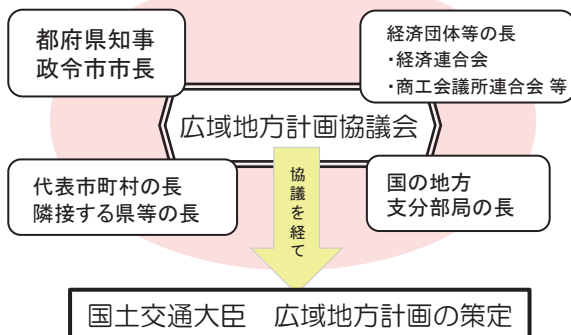 都府県知事
政令市市長
経済団体等の長
・経済連合会
・商工会議所連合会 等
広域地方計画協議会
代表市町村の長
隣接する県等の長
協議を経て
国の地方
支分部局の長
国土交通大臣　広域地方計画の策定